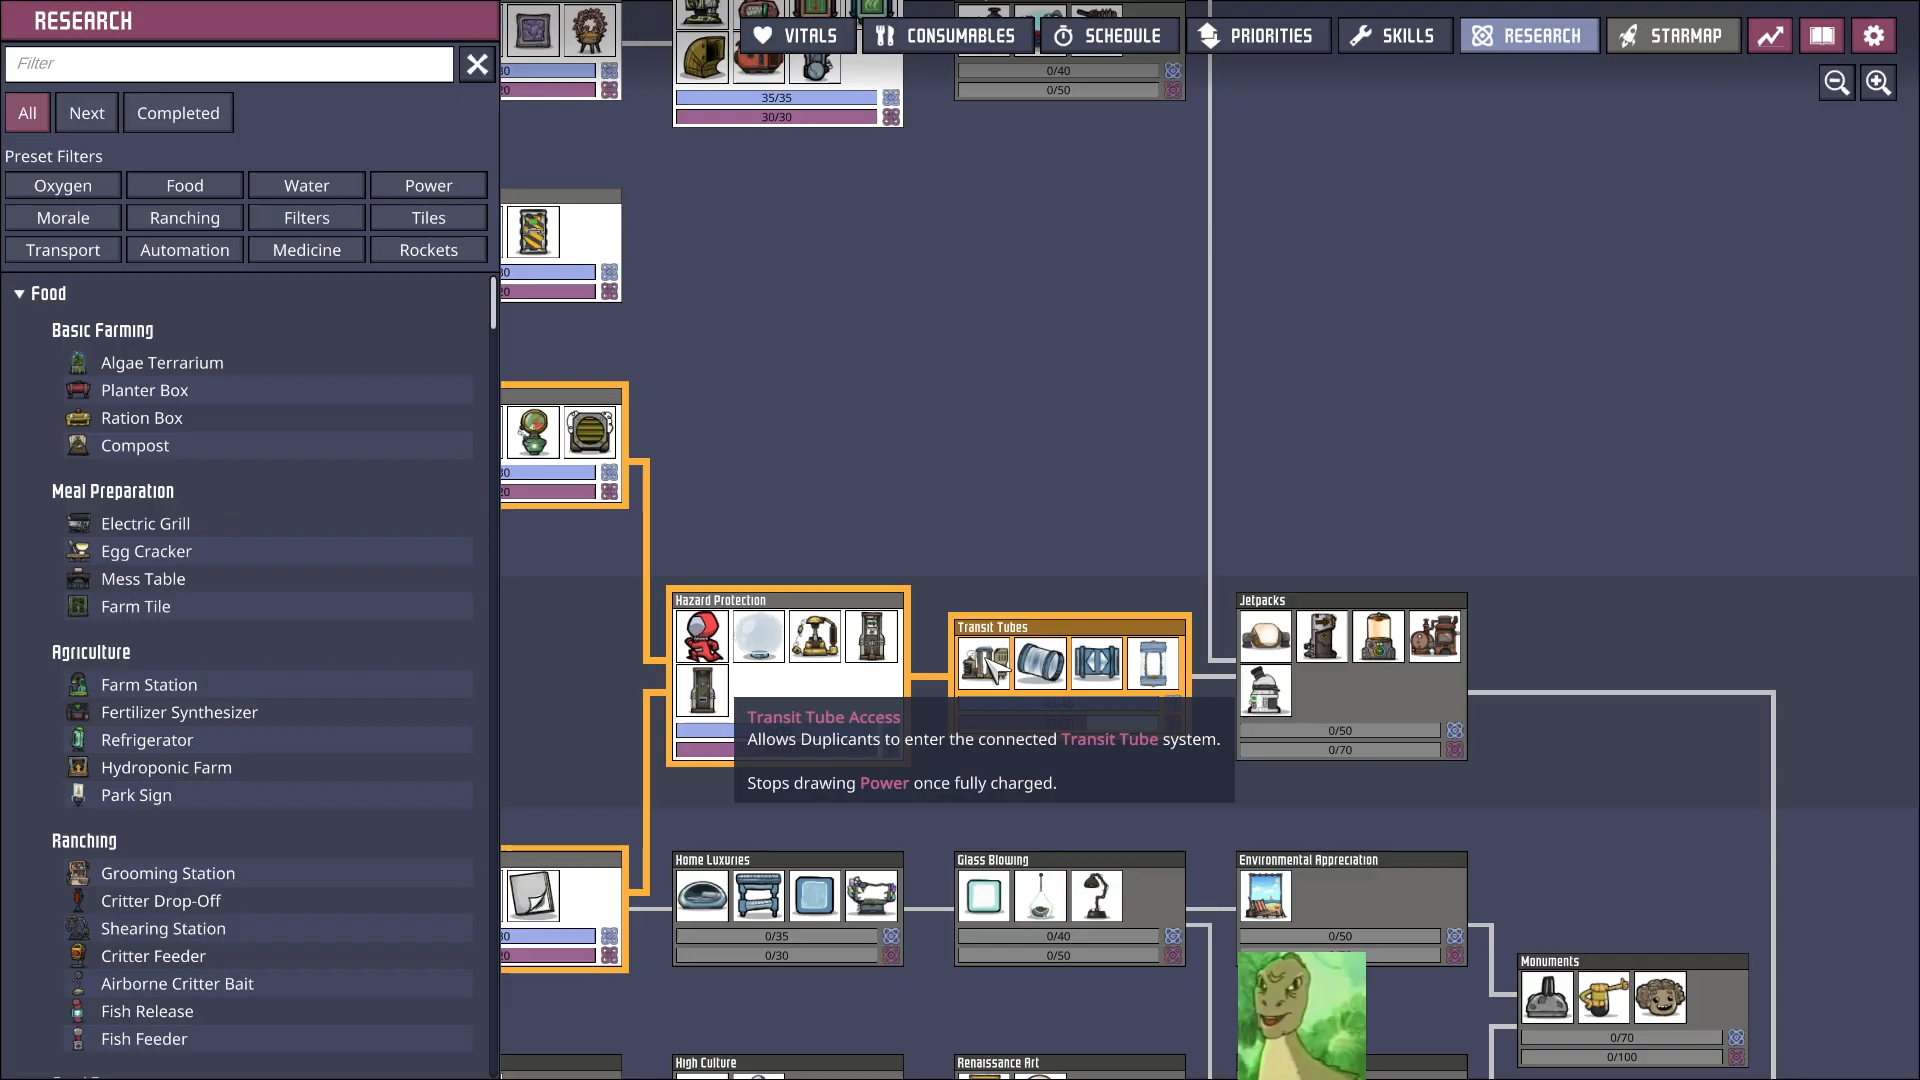 RESEARCH
VITALS
CONSUMABLES
SCHEDULE
PRIORITIES
SKILLS
RESEARCH
STARMAP
Filter
All
Next
Completed
Preset Filters
Oxygen
Food
Water
Power
Morale
Ranching
Filters
Tiles
Transport
Automation
Medicine
Rockets
Food
Basic Farming
Algae Terrarium
Planter Box
Ration Box
Compost
Meal Preparation
Electric Grill
Egg Cracker
Mess Table
Farm Tile
Agriculture
Farm Station
Fertilizer Synthesizer
Refrigerator
Hydroponic Farm
Park Sign
Ranching
Grooming Station
Critter Drop-Off
Shearing Station
Critter Feeder
Airborne Critter Bait
Fish Release
Fish Feeder
35/35
30/30
0/40
0/50
Hazard Protection
Transit Tubes
Transit Tube Access
Allows Duplicants to enter the connected Transit Tube system.
Stops drawing Power once fully charged.
Jetpacks
0/50
0/70
Home Luxuries
0/35
0/30
Glass Blowing
0/40
0/50
Environmental Appreciation
0/50
Monuments
0/70
0/100
High Culture
Renaissance Art